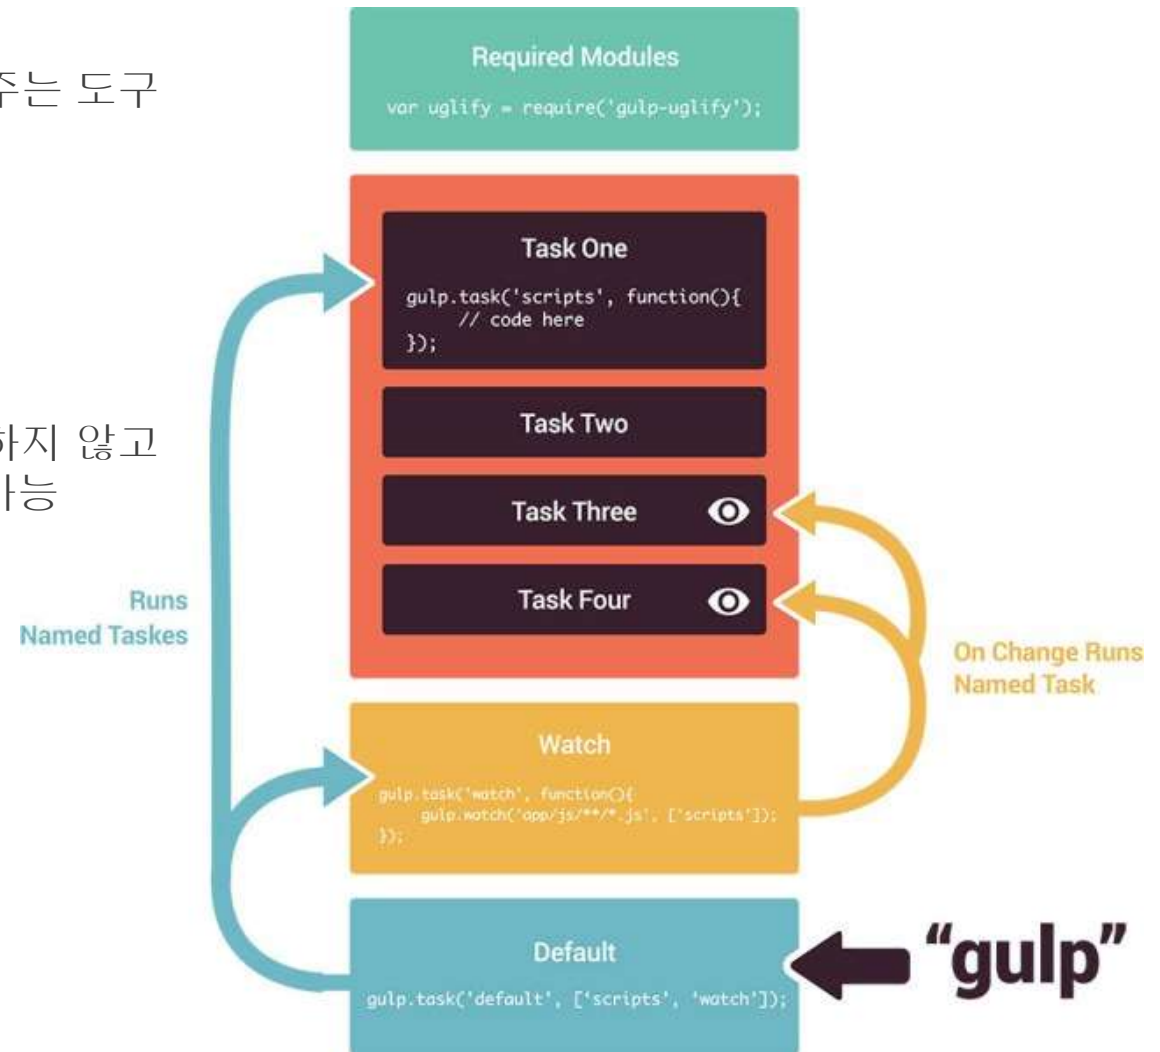 주는 도구
하지 않고
가능
Required Modules
var uglify = require('gulp-uglify');
Task One
gulp.task('scripts', function(){
// code here
});
Task Two
Task Three
Task Four
Runs
Named Taskes
On Change Runs
Named Task
Watch
gulp.task('watch', function(){
gulp.watch('app/js/**/*.js', ['scripts']);
});
Default
gulp.task('default', ['scripts', 'watch']);
“gulp”